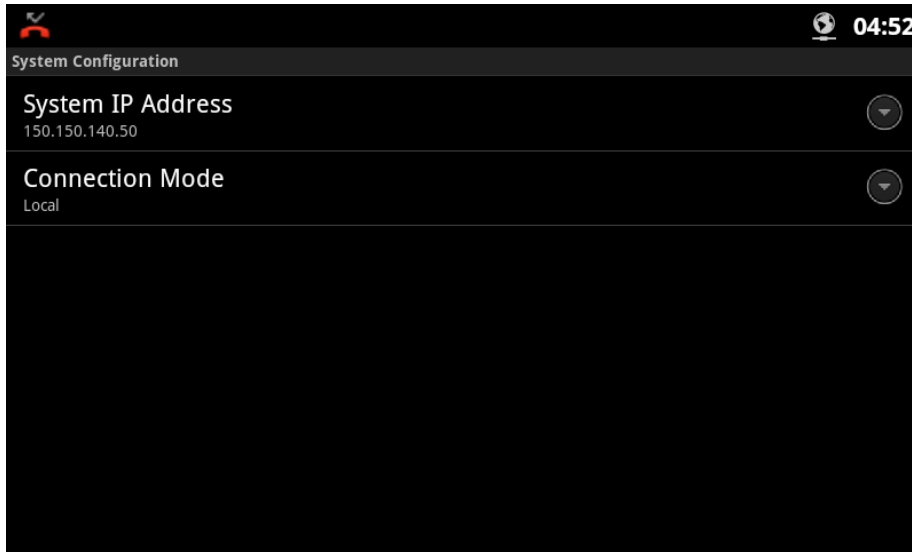 04:52
System Configuration
System IP Address
150.150.140.50
Connection Mode
Local